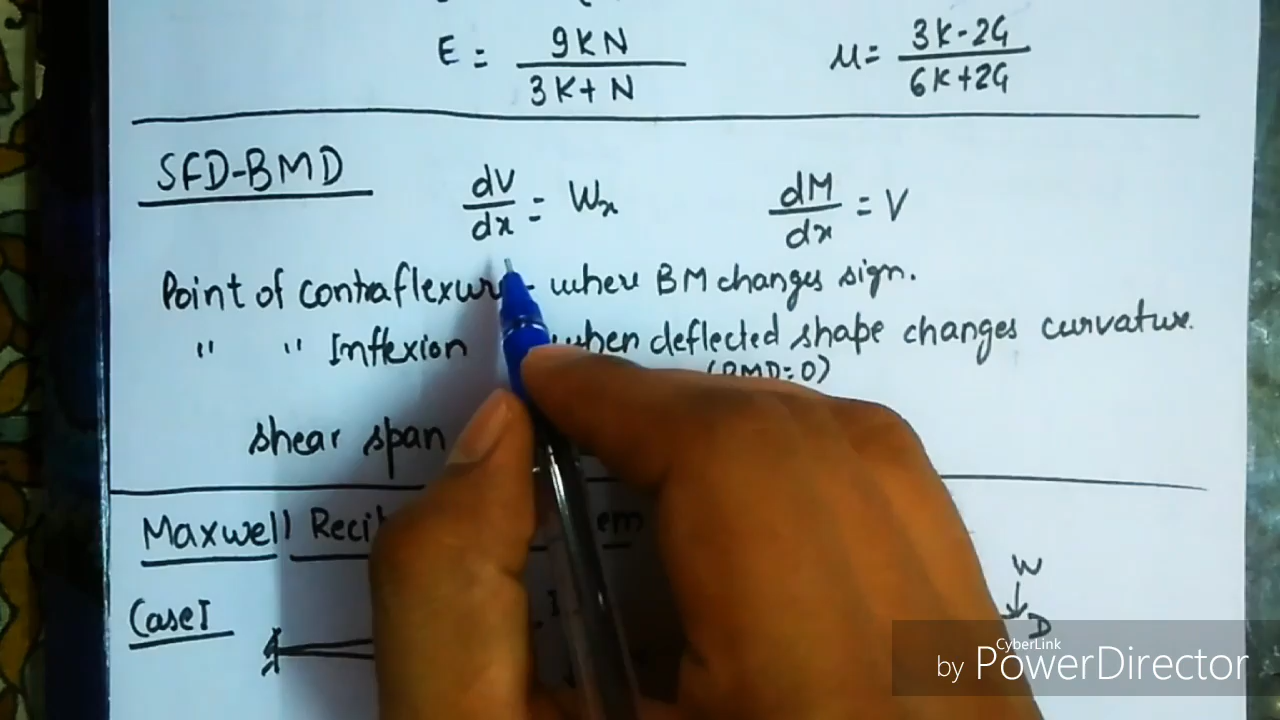 E = 9KN / 3K+N    μ = 3K-2G / 6K+2G
SFD-BMD
dV/dx = Wx    dM/dx = V
Point of contraflexure - where BM changes sign.
" " Inflexion when deflected shape changes curvature.
(BMD=0)
shear span
Maxwell
Case I
W
D
CyberLink
by PowerDirector